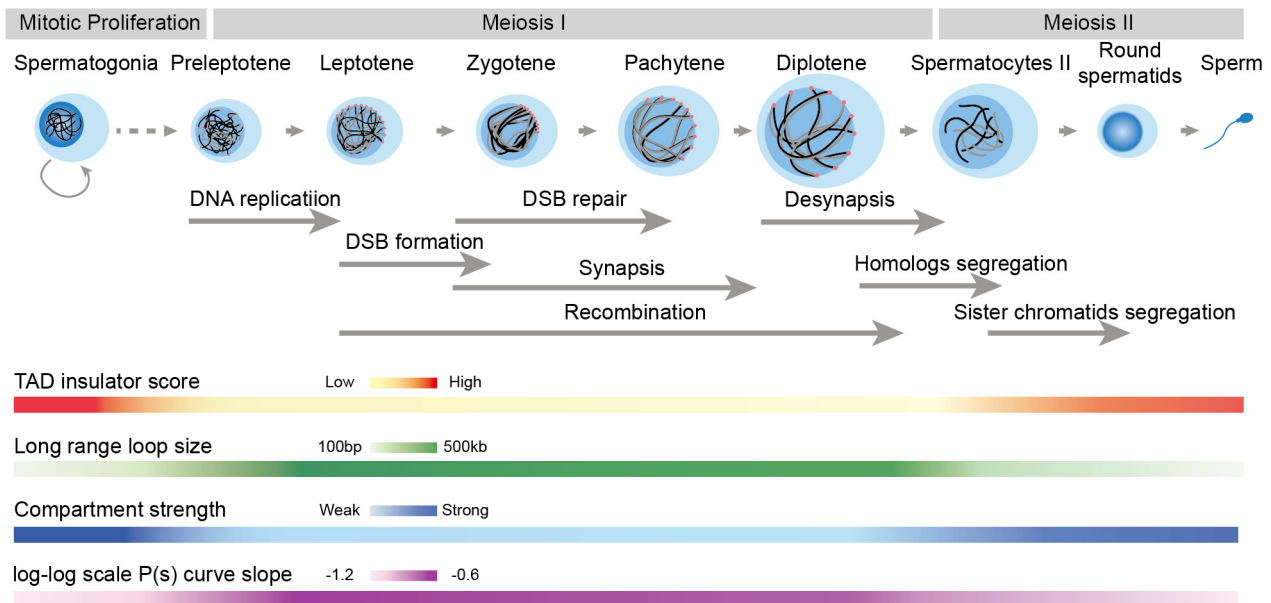 Mitotic Proliferation Meiosis I Meiosis II
Spermatogonia Preleptotene Leptotene Zygotene Pachytene Diplotene Spermatocytes II Round spermatids Sperm
DNA replicatiion DSB repair Desynapsis
DSB formation
Synapsis Homologs segregation
Recombination Sister chromatids segregation
TAD insulator score Low High
Long range loop size 100bp 500kb
Compartment strength Weak Strong
log-log scale P(s) curve slope -1.2 -0.6